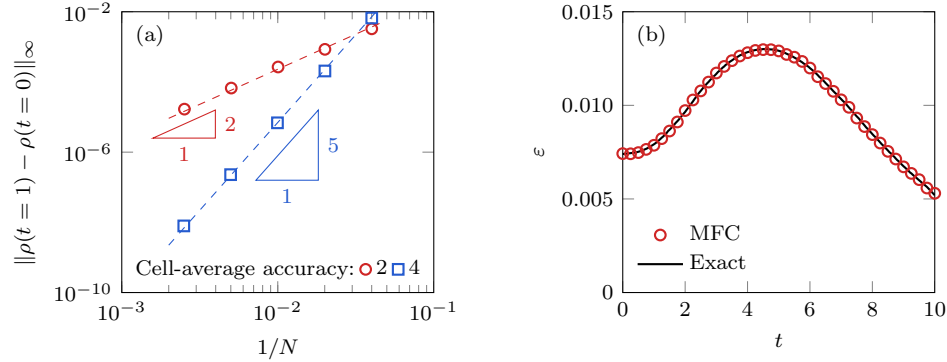 (a)
10^{-2}
10^{-6}
10^{-10}
‖ρ(t = 1) − ρ(t = 0)‖_∞
2
1
5
1
Cell-average accuracy: 2 4
10^{-3} 10^{-2} 10^{-1}
1/N
(b)
0.015
0.010
0.005
0
ε
MFC
Exact
0 2 4 6 8 10
t